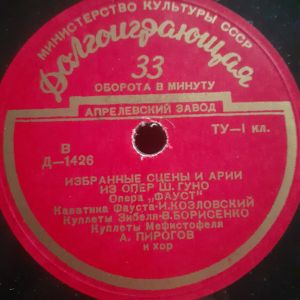 МИНИСТЕРСТВО КУЛЬТУРЫ СССР
Долгоиграющая
33
ОБОРОТА В МИНУТУ
АПРЕЛЕВСКИЙ ЗАВОД
В
Д—1426
ТУ—I кл.
ИЗБРАННЫЕ СЦЕНЫ И АРИИ
ИЗ ОПЕР Ш. ГУНО
Опера „ФАУСТ"
Каватина Фауста-И.КОЗЛОВСКИЙ
Куплеты Зибеля-В.БОРИСЕНКО
Куплеты Мефистофеля
А. ПИРОГОВ
и хор